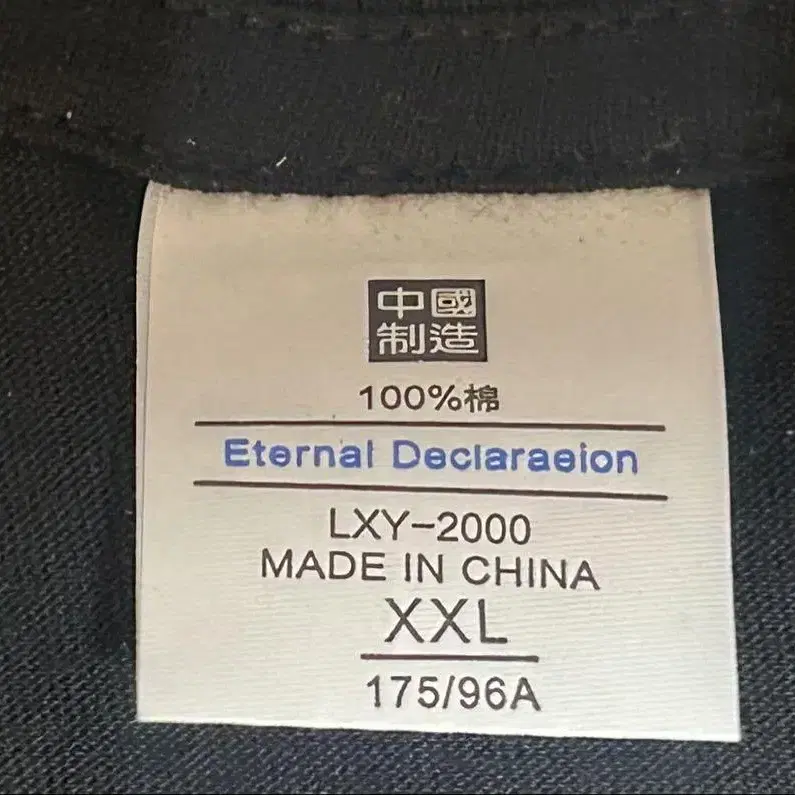 中國
制造
100%棉
Eternal Declaraeion
LXY-2000
MADE IN CHINA
XXL
175/96A